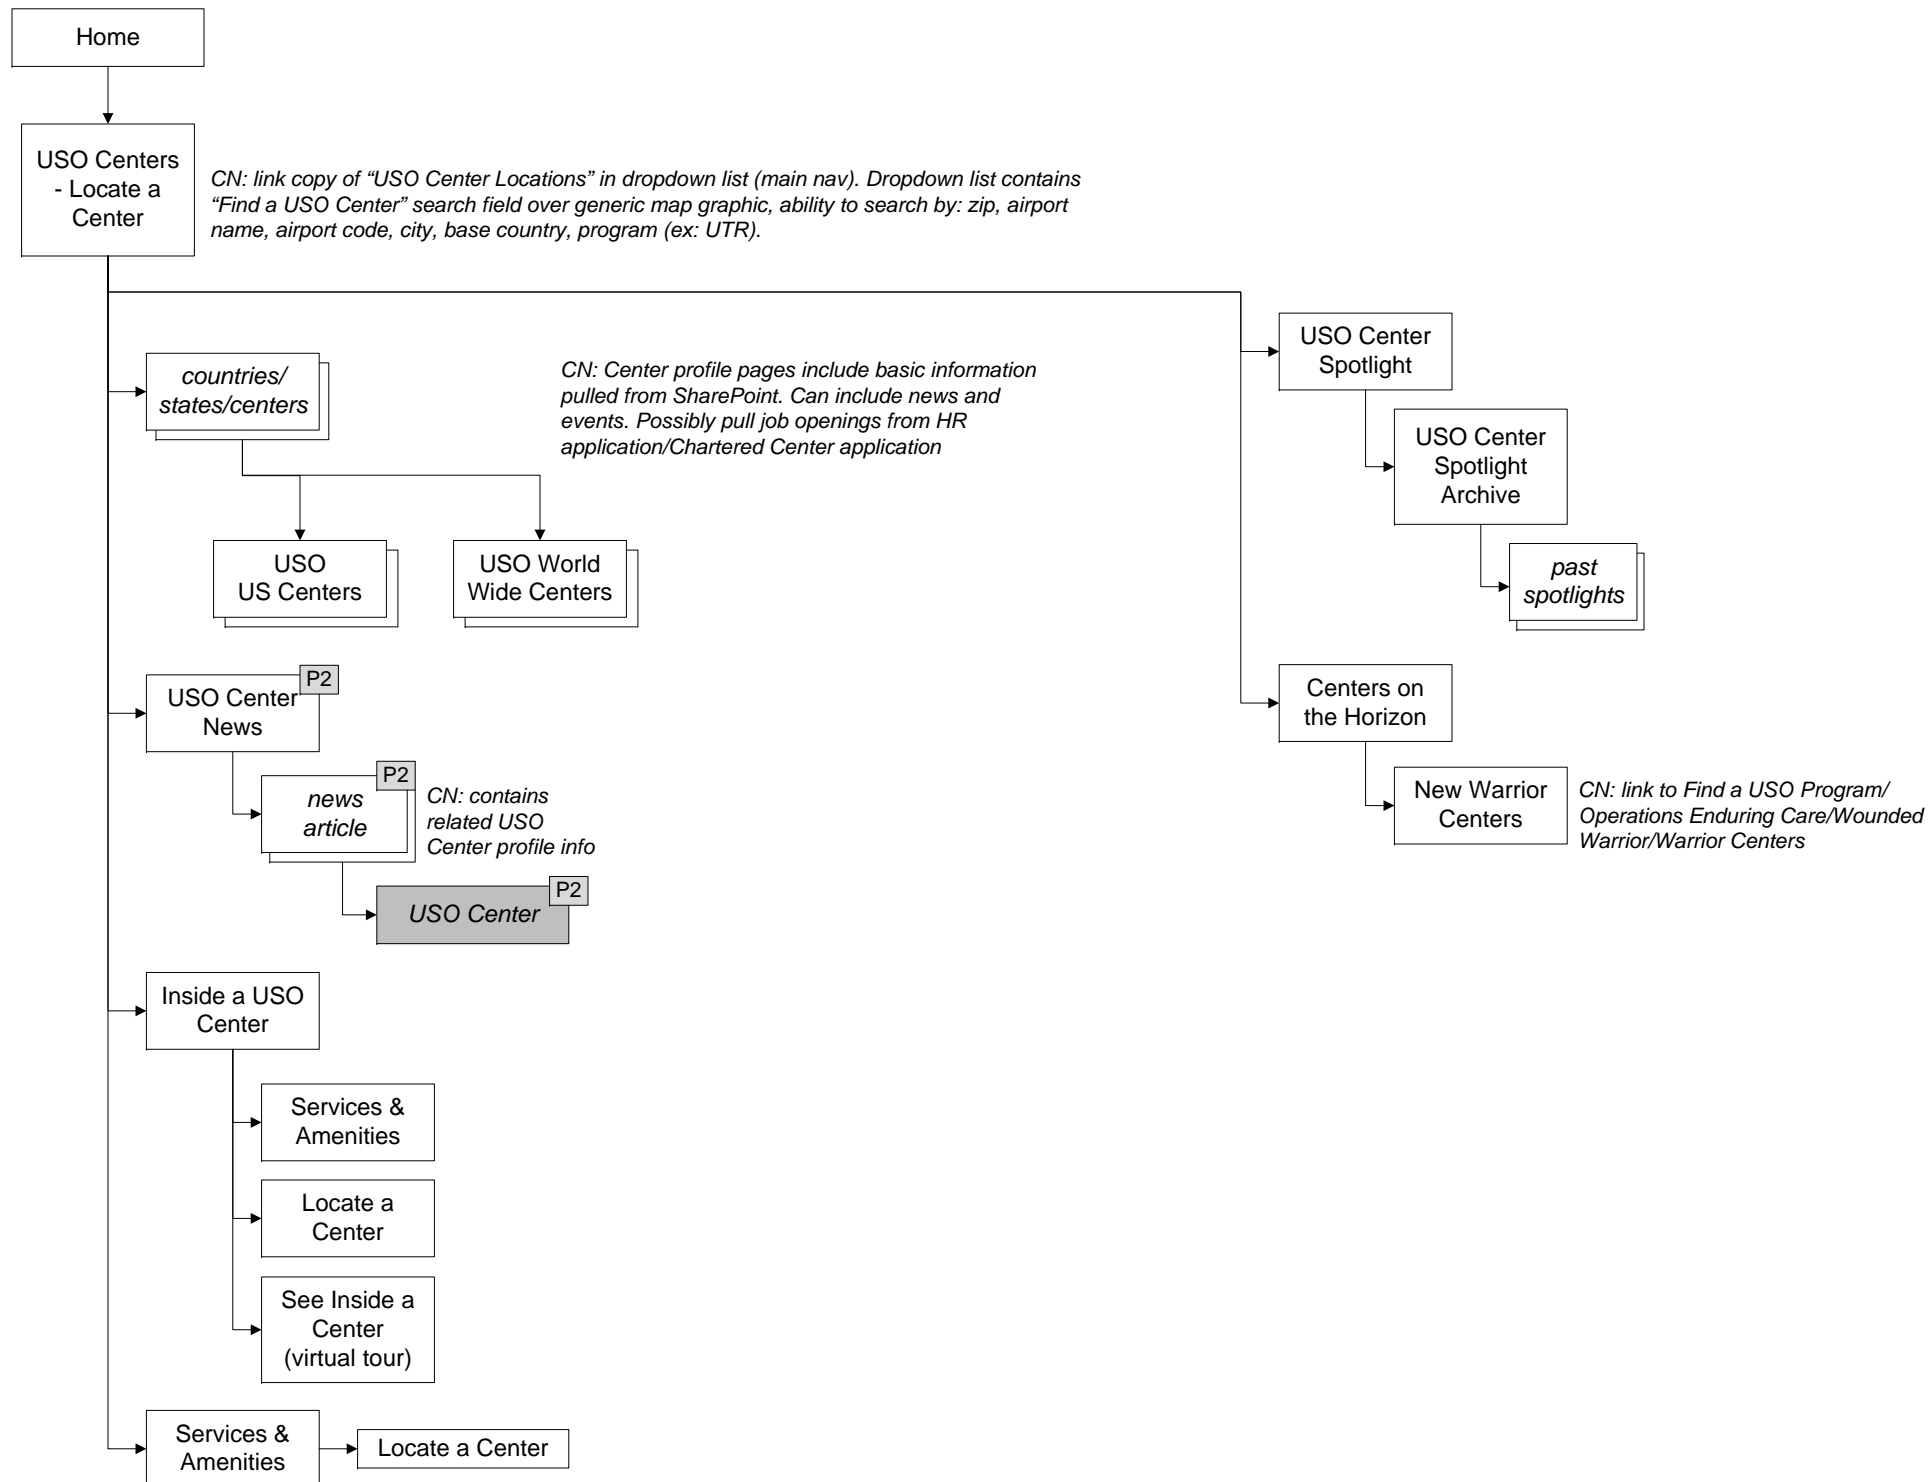 Home
USO Centers
- Locate a
Center
CN: link copy of “USO Center Locations” in dropdown list (main nav). Dropdown list contains
“Find a USO Center” search field over generic map graphic, ability to search by: zip, airport
name, airport code, city, base country, program (ex: UTR).
countries/
states/centers
CN: Center profile pages include basic information
pulled from SharePoint. Can include news and
events. Possibly pull job openings from HR
application/Chartered Center application
USO
US Centers
USO World
Wide Centers
USO Center
News
P2
news
article
P2
CN: contains
related USO
Center profile info
USO Center
P2
Inside a USO
Center
Services &
Amenities
Locate a
Center
See Inside a
Center
(virtual tour)
Services &
Amenities
Locate a Center
USO Center
Spotlight
USO Center
Spotlight
Archive
past
spotlights
Centers on
the Horizon
New Warrior
Centers
CN: link to Find a USO Program/
Operations Enduring Care/Wounded
Warrior/Warrior Centers